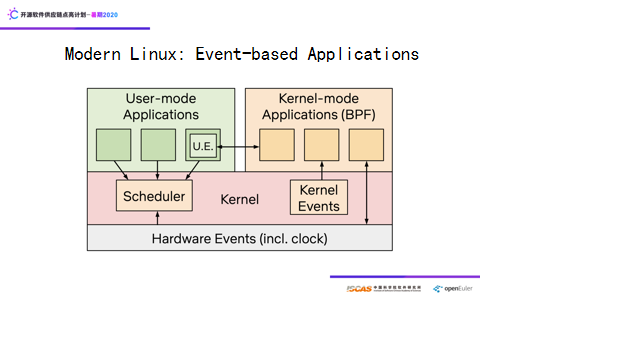 开源软件供应链点亮计划-暑期2020
Modern Linux: Event-based Applications
User-mode
Applications
Kernel-mode
Applications (BPF)
U.E.
Scheduler
Kernel
Kernel
Events
Hardware Events (incl. clock)
ISCAS 中国科学院软件研究所
openEuler